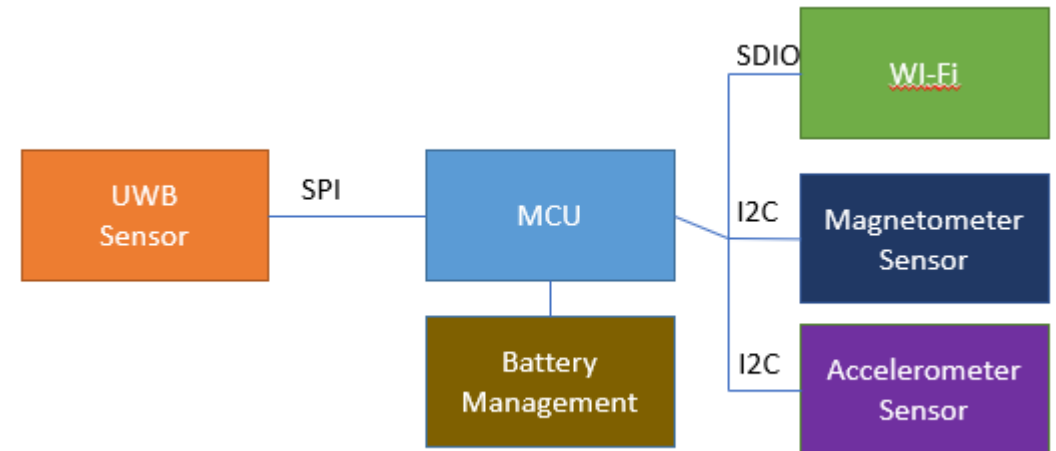 SDIO
WI-Fi
UWB
Sensor
SPI
MCU
I2C
Magnetometer
Sensor
Battery
Management
I2C
Accelerometer
Sensor